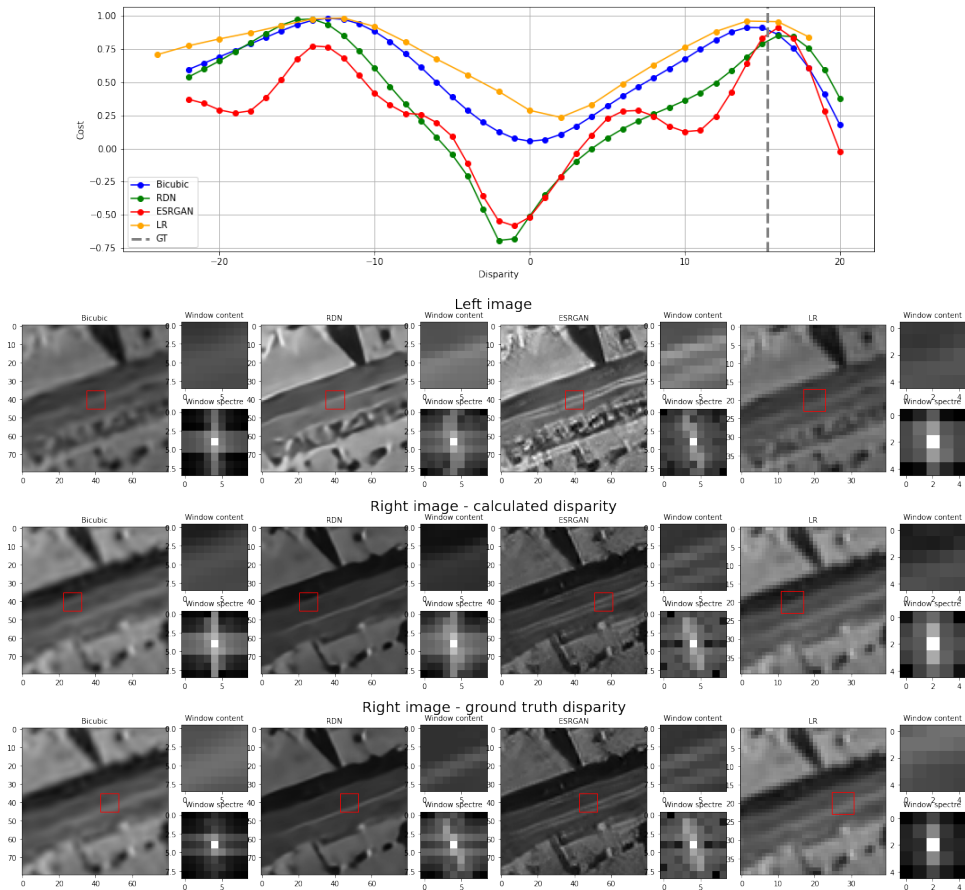 1.00
0.75
0.50
0.25
0.00
−0.25
−0.50
−0.75
Cost
Bicubic
RDN
ESRGAN
LR
GT
−20 −10 0 10 20
Disparity
Left image
Bicubic Window content RDN Window content ESRGAN Window content LR Window content
Window spectre Window spectre Window spectre Window spectre
Right image - calculated disparity
Bicubic Window content RDN Window content ESRGAN Window content LR Window content
Window spectre Window spectre Window spectre Window spectre
Right image - ground truth disparity
Bicubic Window content RDN Window content ESRGAN Window content LR Window content
Window spectre Window spectre Window spectre Window spectre